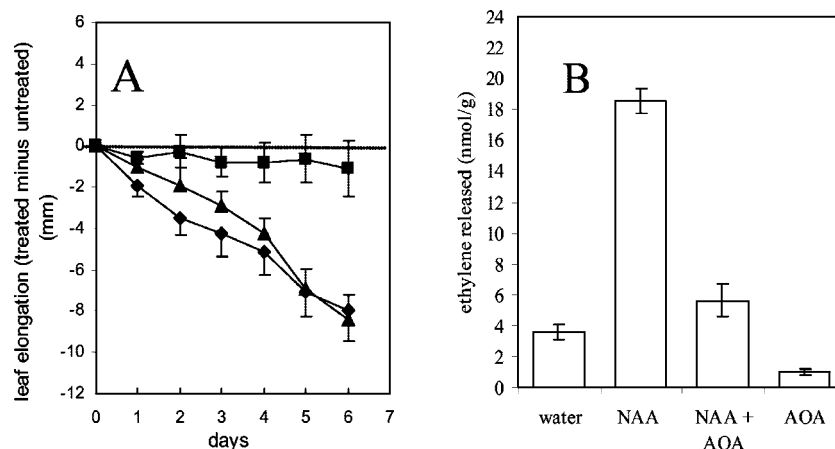 A
leaf elongation (treated minus untreated)
(mm)
6
4
2
0
-2
-4
-6
-8
-10
-12
0 1 2 3 4 5 6 7
days
B
ethylene released (nmol/g)
24
22
20
18
16
14
12
10
8
6
4
2
0
water NAA NAA + AOA
AOA